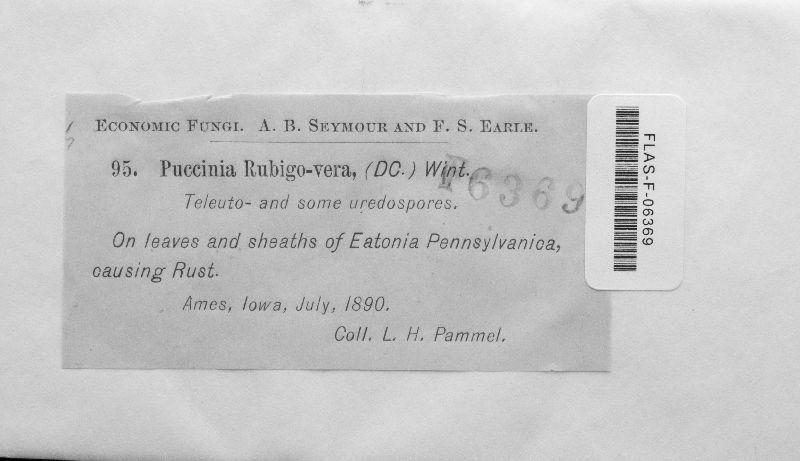 Economic Fungi. A. B. Seymour and F. S. Earle.
95. Puccinia Rubigo-vera, (DC.) Wint.
F6369
Teleuto- and some uredospores.
On leaves and sheaths of Eatonia Pennsylvanica,
causing Rust.
Ames, Iowa, July, 1890.
Coll. L. H. Pammel.
FLAS-F-06369